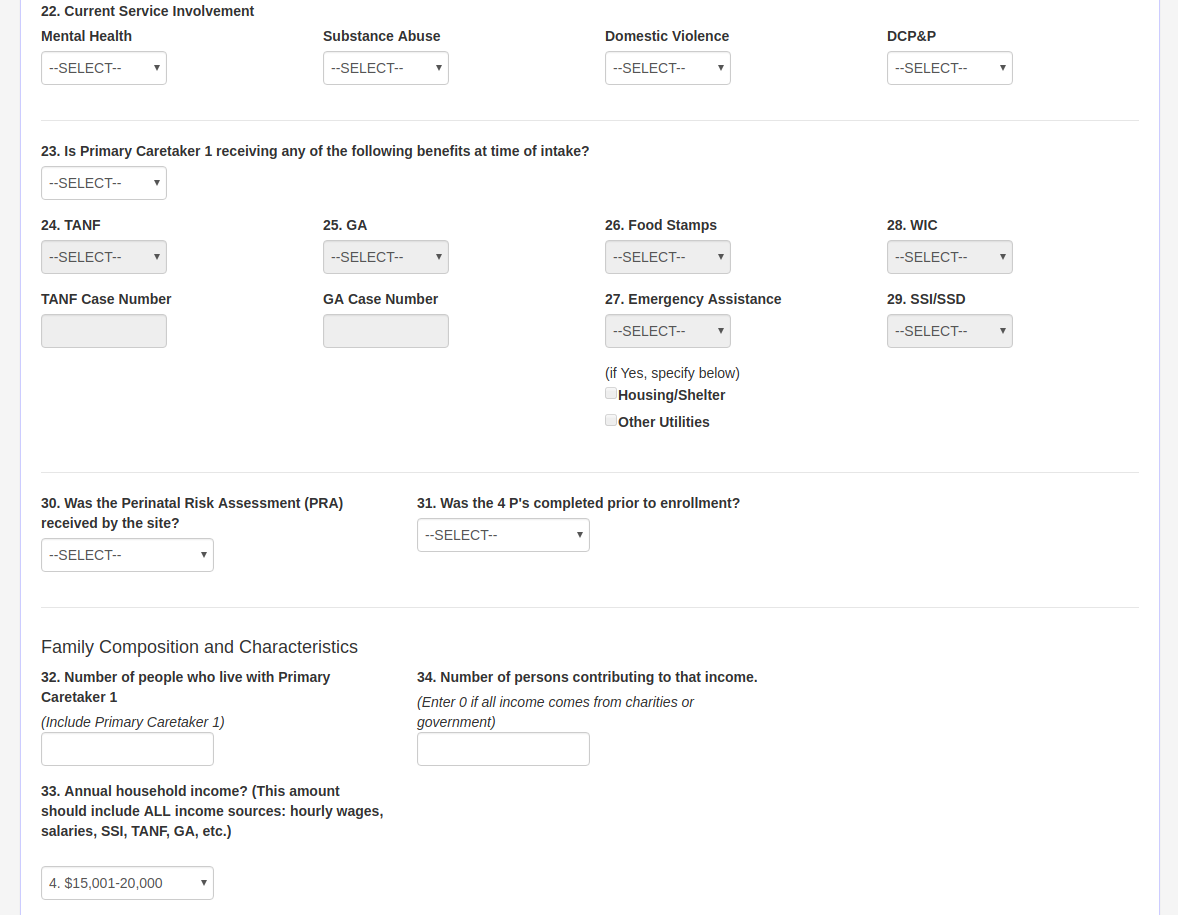 22. Current Service Involvement
Mental Health
Substance Abuse
Domestic Violence
DCP&P
--SELECT--
--SELECT--
--SELECT--
--SELECT--
23. Is Primary Caretaker 1 receiving any of the following benefits at time of intake?
--SELECT--
24. TANF
25. GA
26. Food Stamps
28. WIC
--SELECT--
--SELECT--
--SELECT--
--SELECT--
TANF Case Number
GA Case Number
27. Emergency Assistance
29. SSI/SSD
--SELECT--
--SELECT--
(if Yes, specify below)
Housing/Shelter
Other Utilities
30. Was the Perinatal Risk Assessment (PRA)
received by the site?
--SELECT--
31. Was the 4 P's completed prior to enrollment?
--SELECT--
Family Composition and Characteristics
32. Number of people who live with Primary
Caretaker 1
(Include Primary Caretaker 1)
34. Number of persons contributing to that income.
(Enter 0 if all income comes from charities or
government)
33. Annual household income? (This amount
should include ALL income sources: hourly wages,
salaries, SSI, TANF, GA, etc.)
4. $15,001-20,000